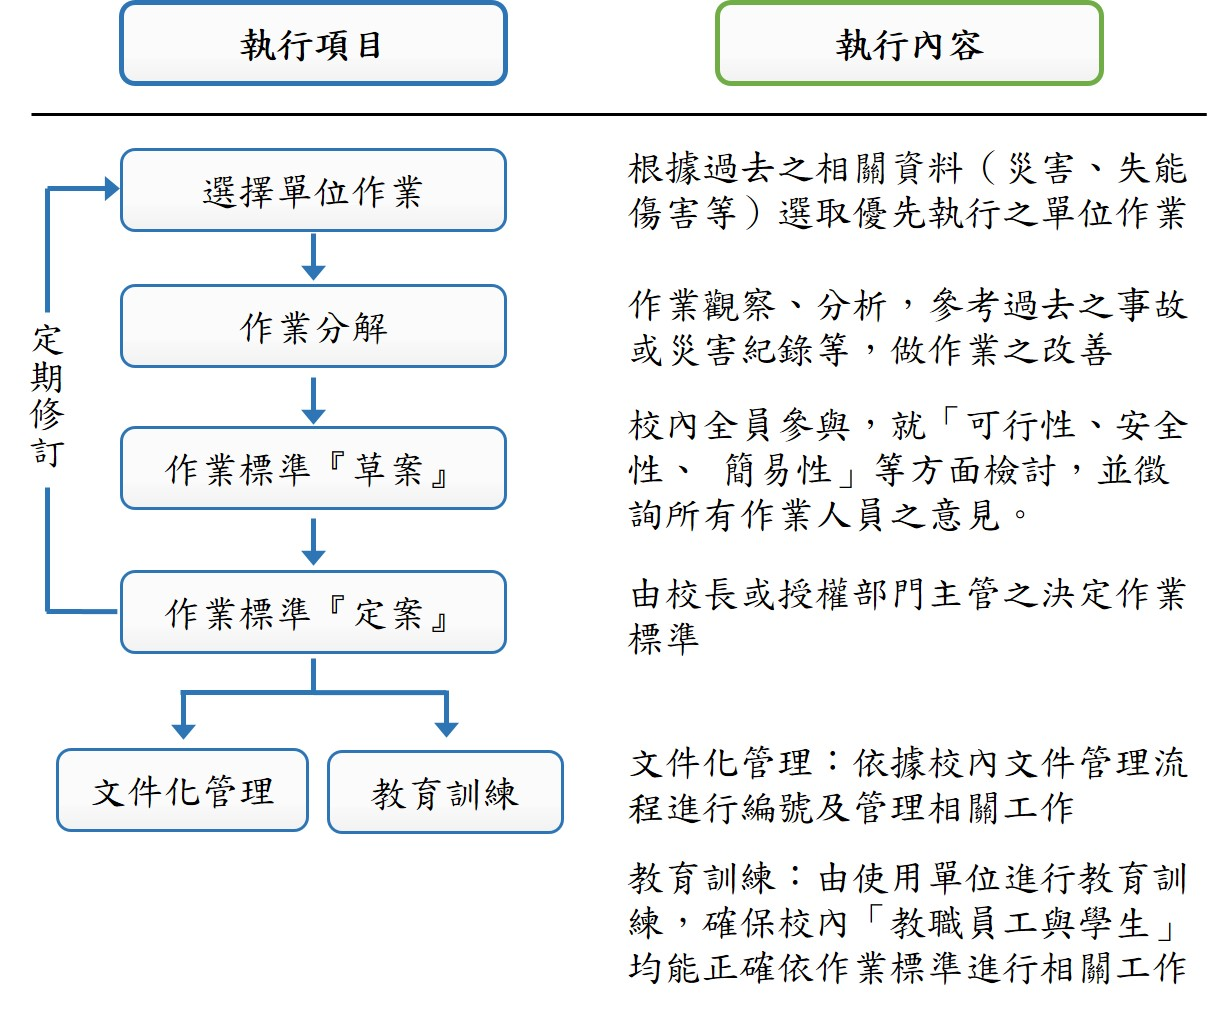 執行項目
執行內容
選擇單位作業
根據過去之相關資料（災害、失能
傷害等）選取優先執行之單位作業
作業分解
作業觀察、分析，參考過去之事故
或災害紀錄等，做作業之改善
定期修訂
作業標準『草案』
校內全員參與，就「可行性、安全
性、 簡易性」等方面檢討，並徵
詢所有作業人員之意見。
作業標準『定案』
由校長或授權部門主管之決定作業
標準
文件化管理
教育訓練
文件化管理：依據校內文件管理流
程進行編號及管理相關工作
教育訓練：由使用單位進行教育訓
練，確保校內「教職員工與學生」
均能正確依作業標準進行相關工作